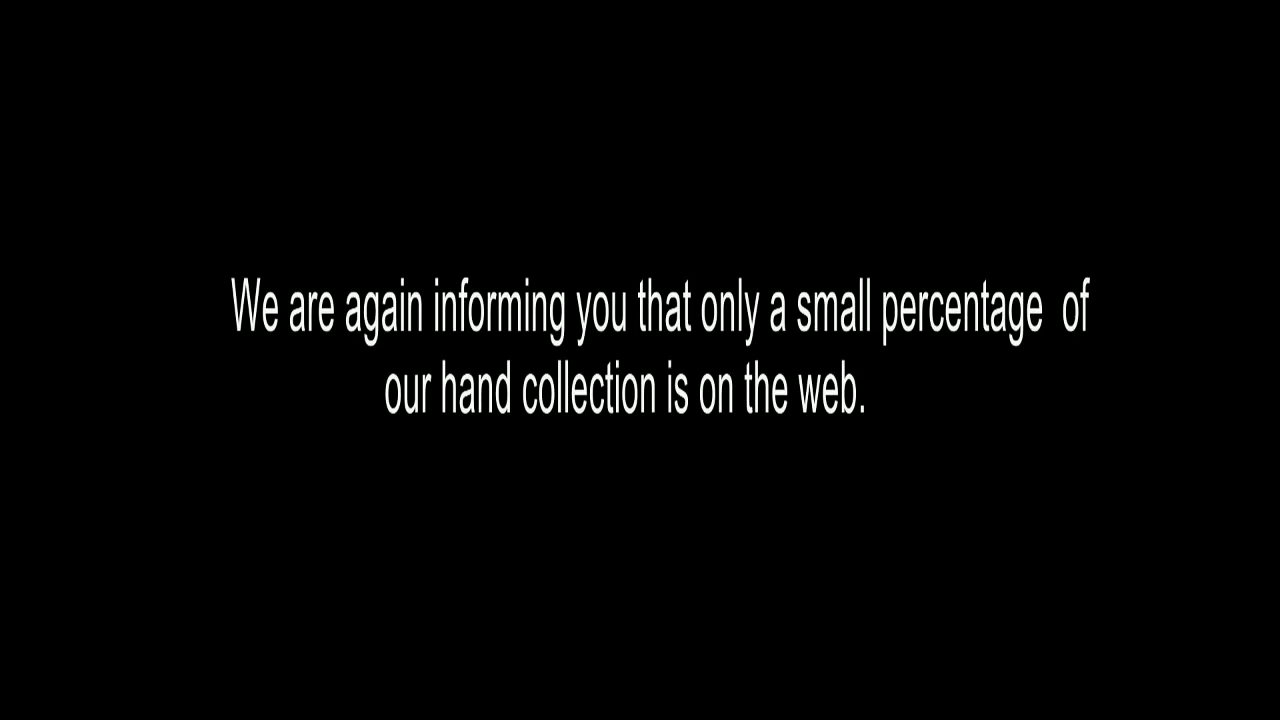 We are again informing you that only a small percentage  of
our hand collection is on the web.